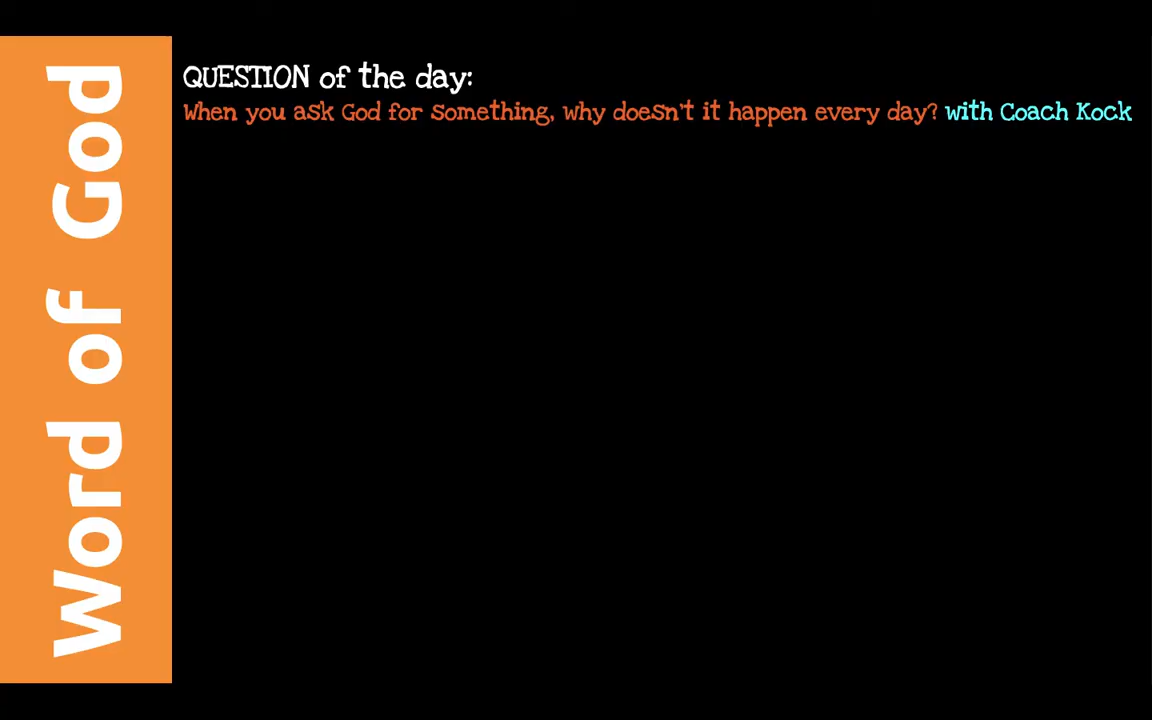 Word of God
QUESTION of the day:
When you ask God for something, why doesn't it happen every day? with Coach Kock